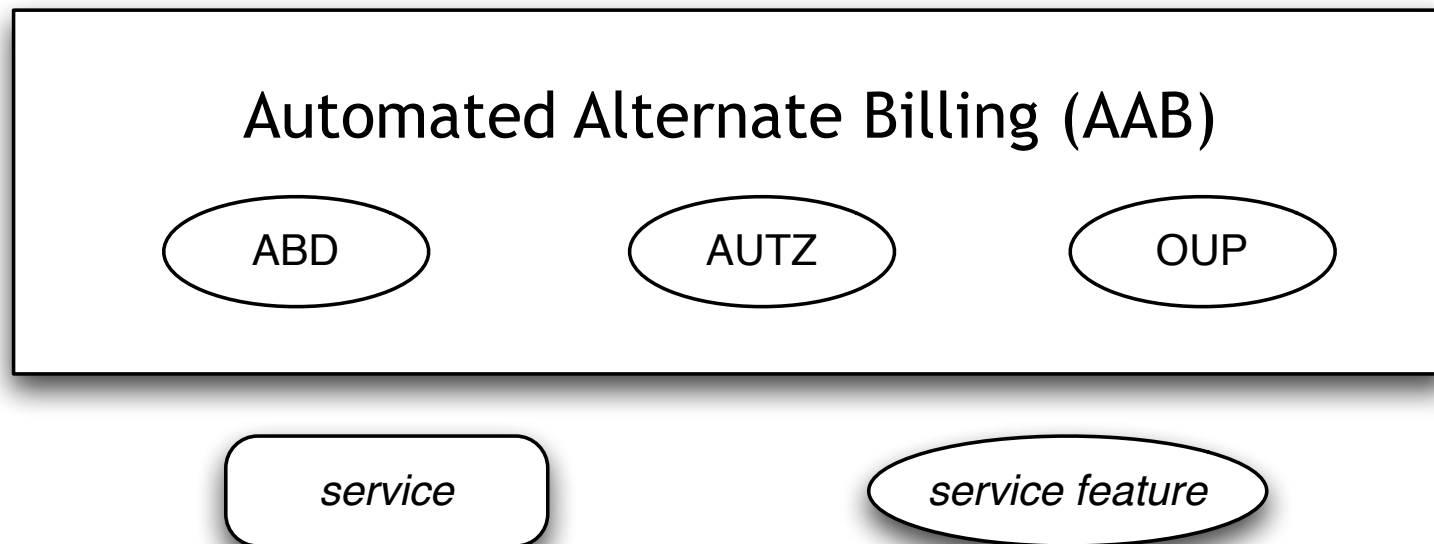 Automated Alternate Billing (AAB)
ABD AUTZ OUP
service service feature